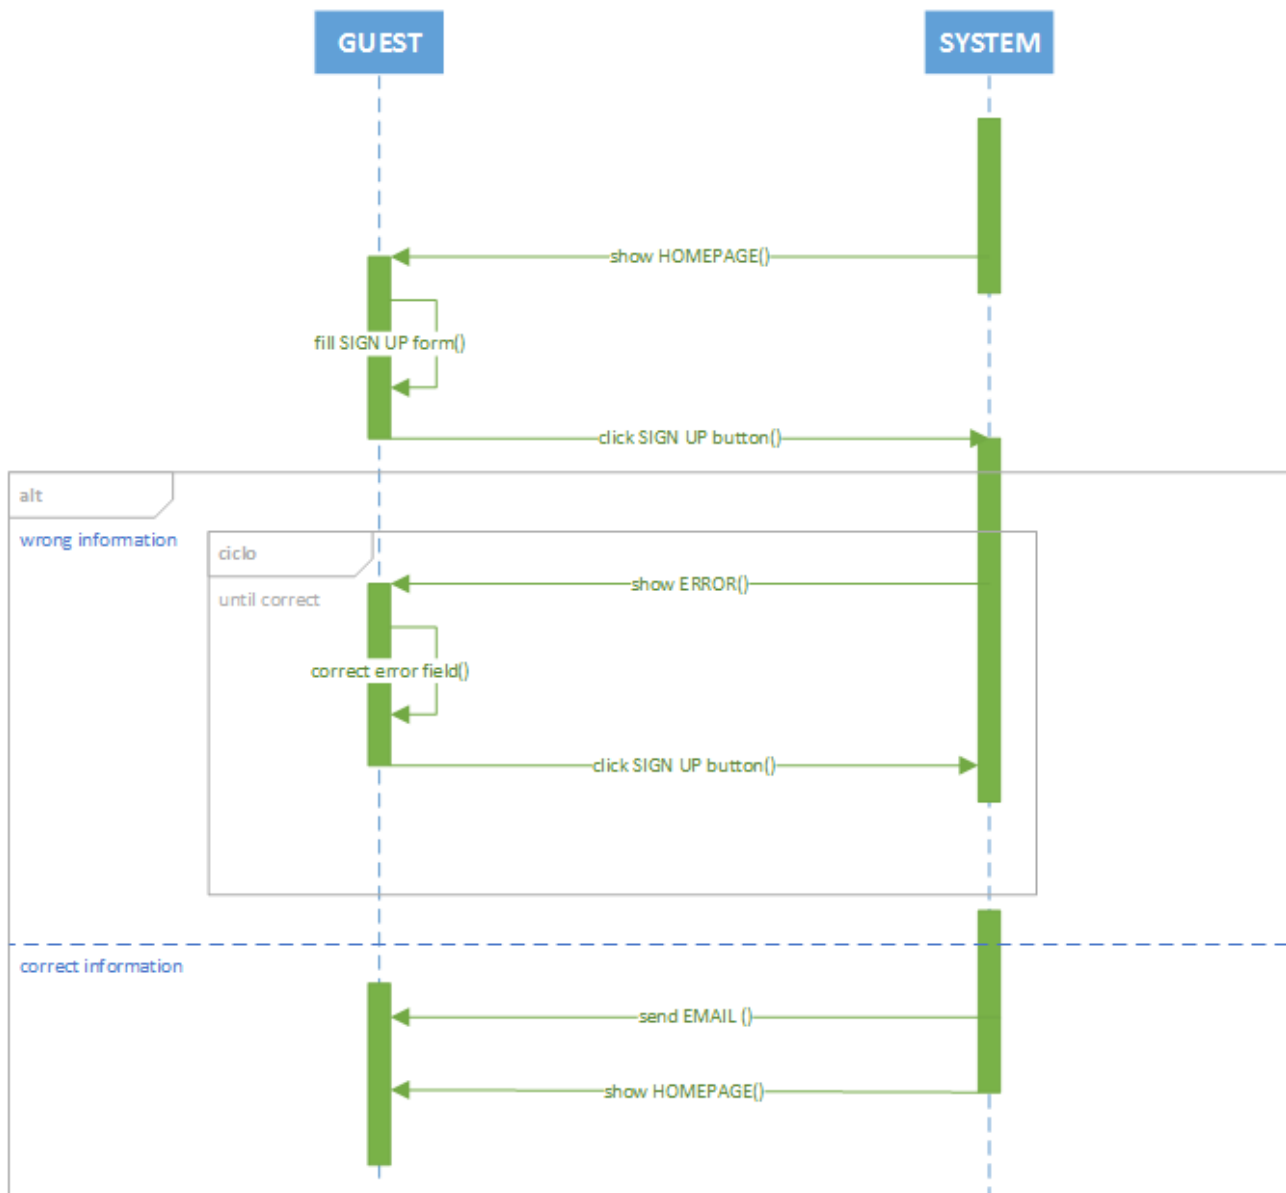 GUEST
SYSTEM
show HOMEPAGE()
fill SIGN UP form()
click SIGN UP button()
alt
wrong information
ciclo
show ERROR()
until correct
correct error field()
click SIGN UP button()
correct information
send EMAIL ()
show HOMEPAGE()